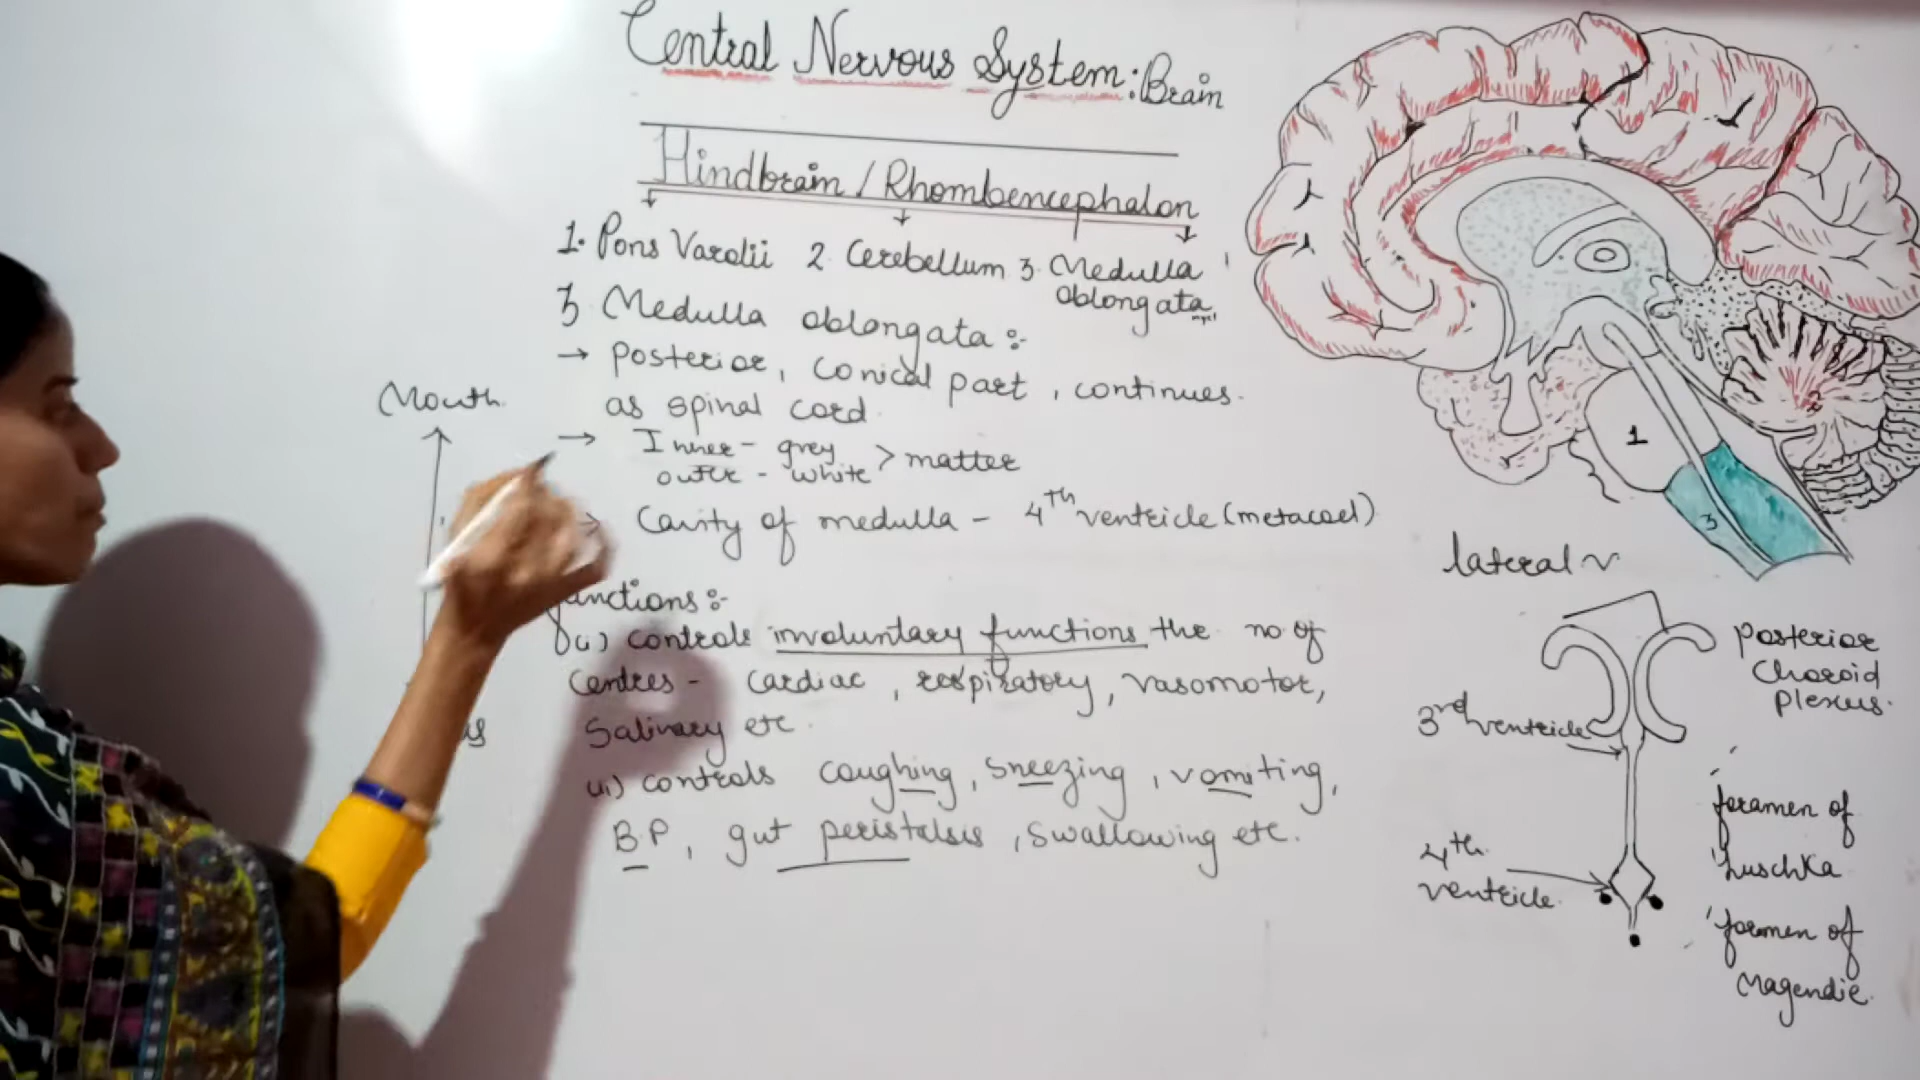 Central Nervous System: Brain
Hindbrain / Rhombencephalon
1. Pons Varolii 2. Cerebellum 3. Medulla oblongata
3 Medulla oblongata :-
→ posterior, conical part, continues
as spinal cord.
→ Inner - grey
outer - white > matter
→ Cavity of medulla - 4th ventricle (metacoel)
functions :-
controls involuntary functions the no of
Centres - cardiac, respiratory, vasomotor,
Salivary etc.
controls coughing, sneezing, vomiting,
B.P, gut peristalsis, swallowing etc.
Mouth
1
2
3
lateral v
posterior
choroid
plexus.
3rd ventricle
foramen of
Luschka
4th
ventricle.
formen of
Magendie.